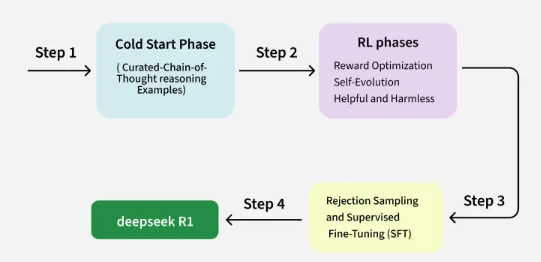 Step 1
Cold Start Phase
( Curated-Chain-of-
Thought reasoning
Examples)
Step 2
RL phases
Reward Optimization
Self-Evolution
Helpful and Harmless
Step 3
Rejection Sampling
and Supervised
Fine-Tuning (SFT)
Step 4
deepseek R1